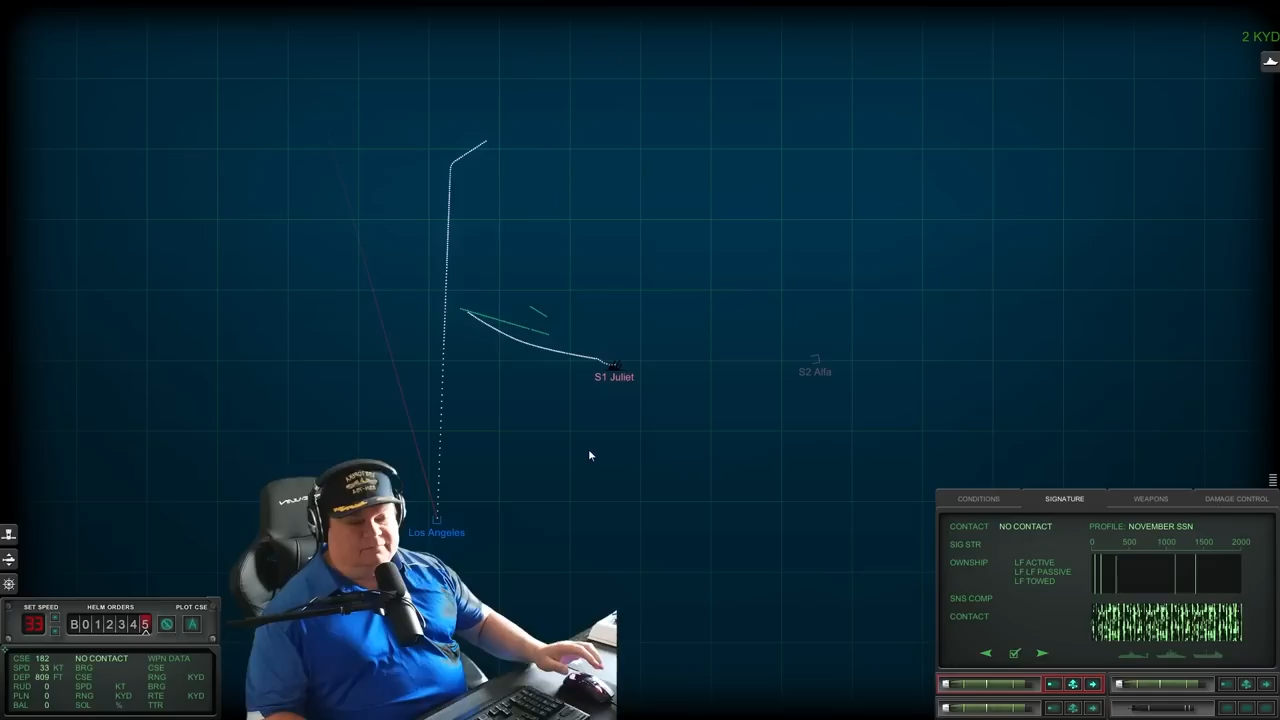 2 KYD
S1 Juliet
S2 Alfa
Los Angeles
CONDITIONS SIGNATURE WEAPONS DAMAGE CONTROL
CONTACT NO CONTACT PROFILE: NOVEMBER SSN
SIG STR 0 500 1000 1500 2000
OWNSHIP LF ACTIVE
LF LF PASSIVE
LF TOWED
SNS COMP
CONTACT
SET SPEED HELM ORDERS PLOT CSE
33 B 0 1 2 3 4 5 A
CSE 182 NO CONTACT WPN DATA
SPD 33 KT BRG CSE
DEP 809 FT CSE RNG KYD
RUD 0 SPD KT BRG
PLN 0 RNG KYD RTE KYD
BAL 0 SOL % TTR